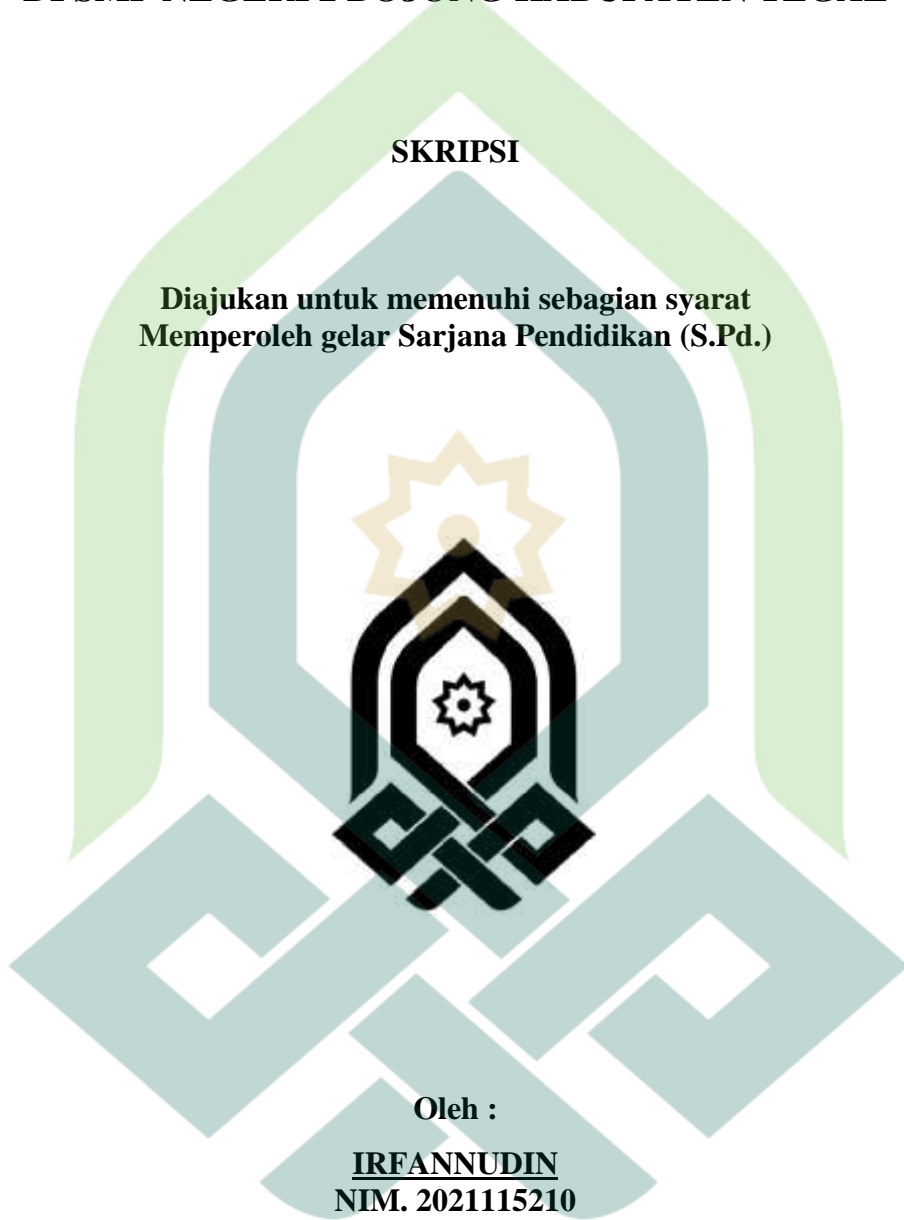 SKRIPSI
Diajukan untuk memenuhi sebagian syarat
Memperoleh gelar Sarjana Pendidikan (S.Pd.)
Oleh :
IRFANNUDIN
NIM. 2021115210